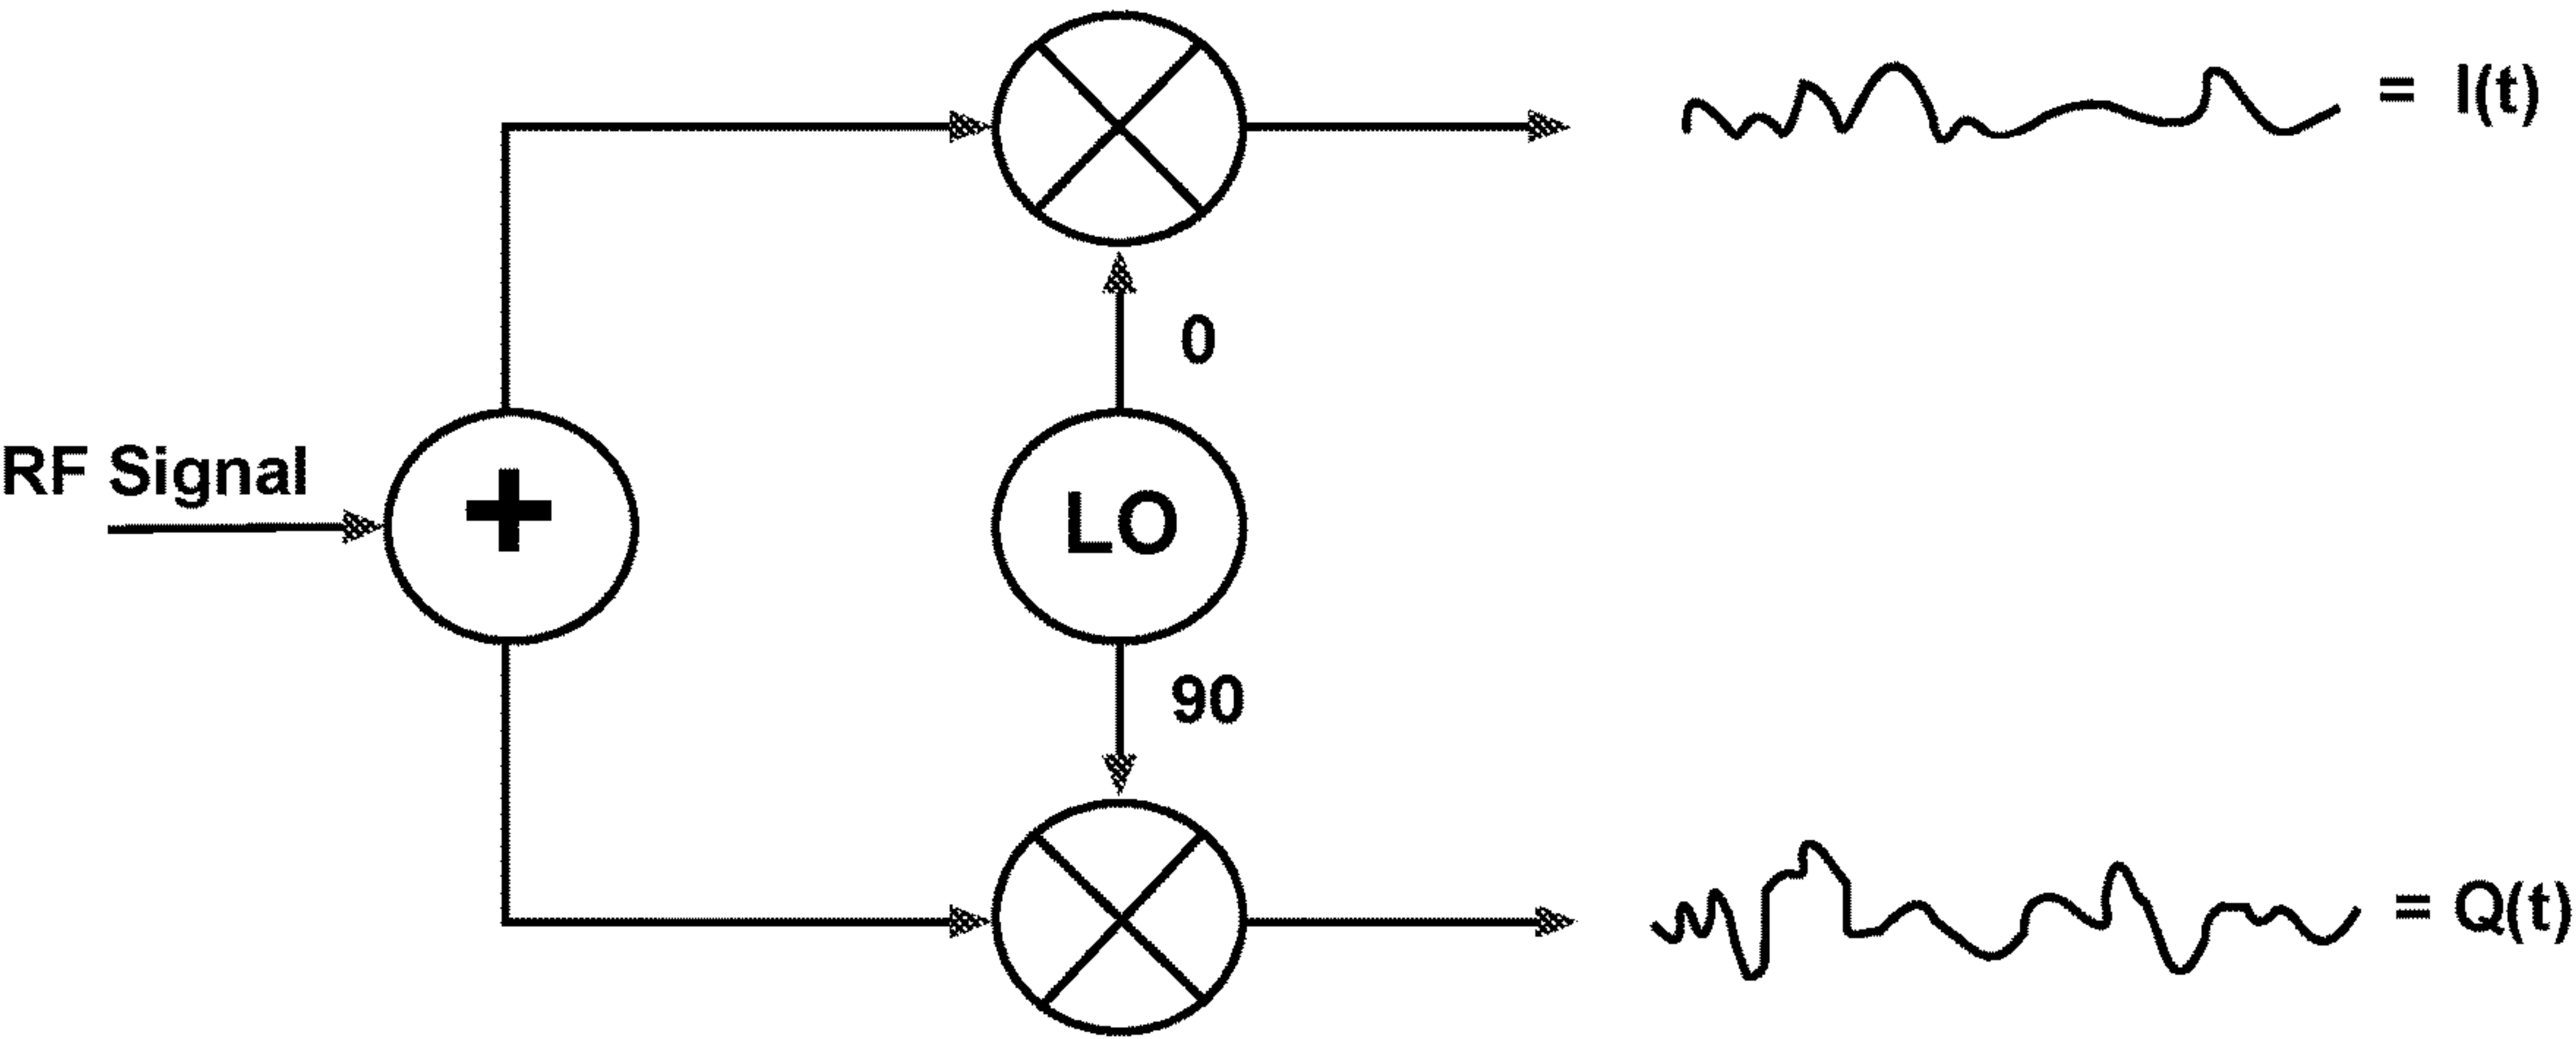 = I(t)
0
RF Signal
+
LO
90
= Q(t)